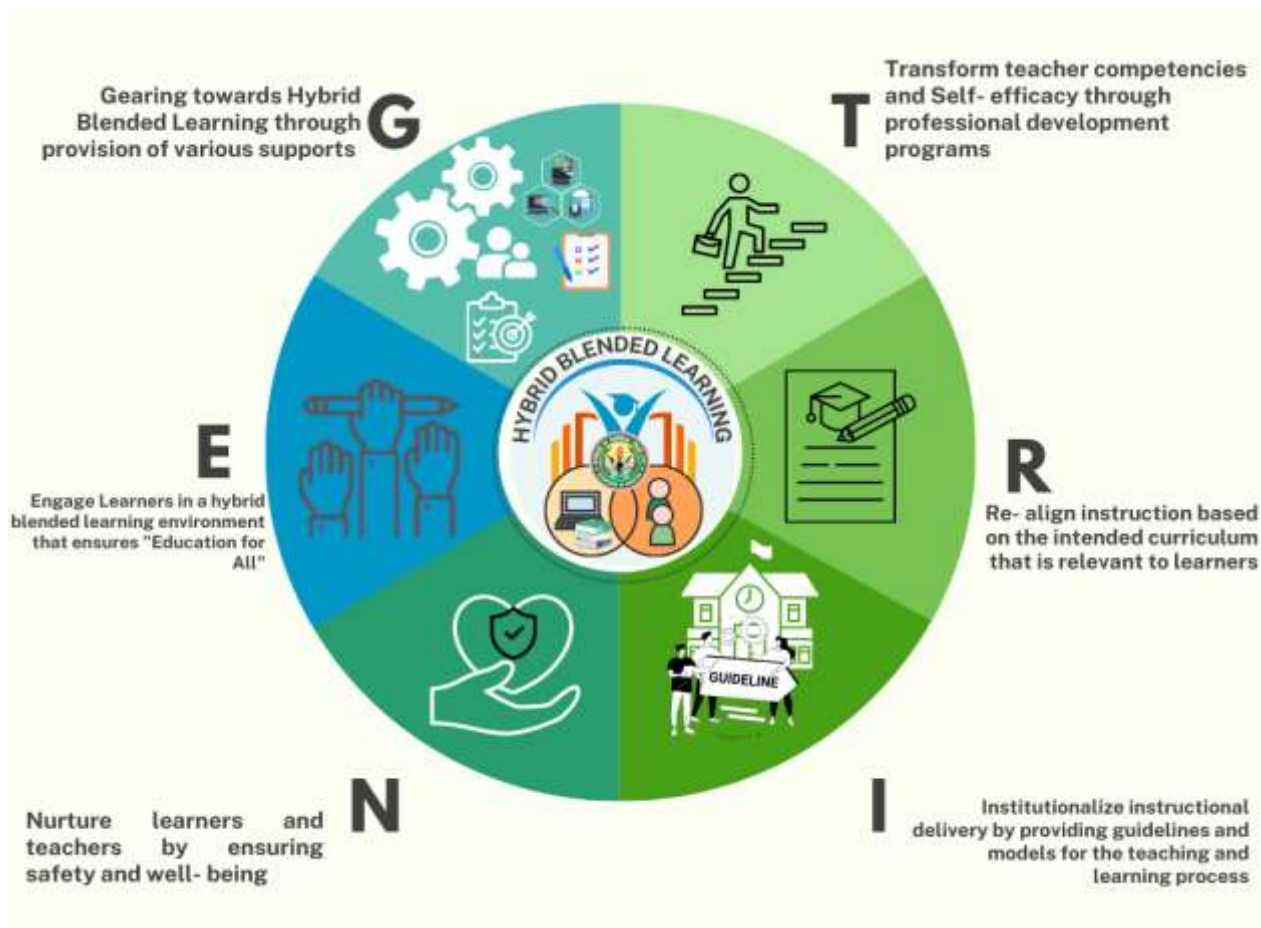 G
Gearing towards Hybrid
Blended Learning through
provision of various supports
T
Transform teacher competencies
and Self- efficacy through
professional development
programs
E
Engage Learners in a hybrid
blended learning environment
that ensures "Education for
All"
HYBRID BLENDED LEARNING
R
Re- align instruction based
on the intended curriculum
that is relevant to learners
GUIDELINE
N
Nurture learners and
teachers by ensuring
safety and well- being
I
Institutionalize instructional
delivery by providing guidelines and
models for the teaching and
learning process